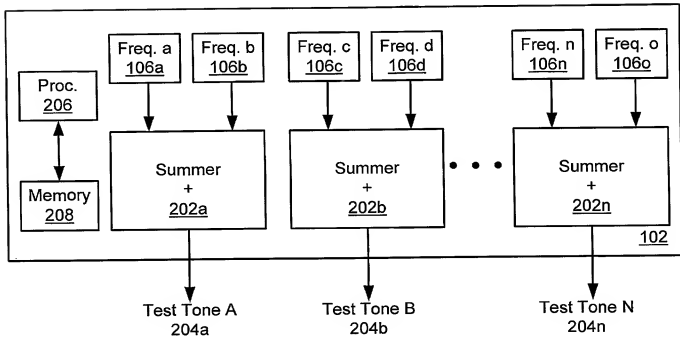 Freq. a
106a
Freq. b
106b
Freq. c
106c
Freq. d
106d
Freq. n
106n
Freq. o
106o
Proc.
206
Memory
208
Summer
+
202a
Summer
+
202b
• • •
Summer
+
202n
102
Test Tone A
204a
Test Tone B
204b
Test Tone N
204n